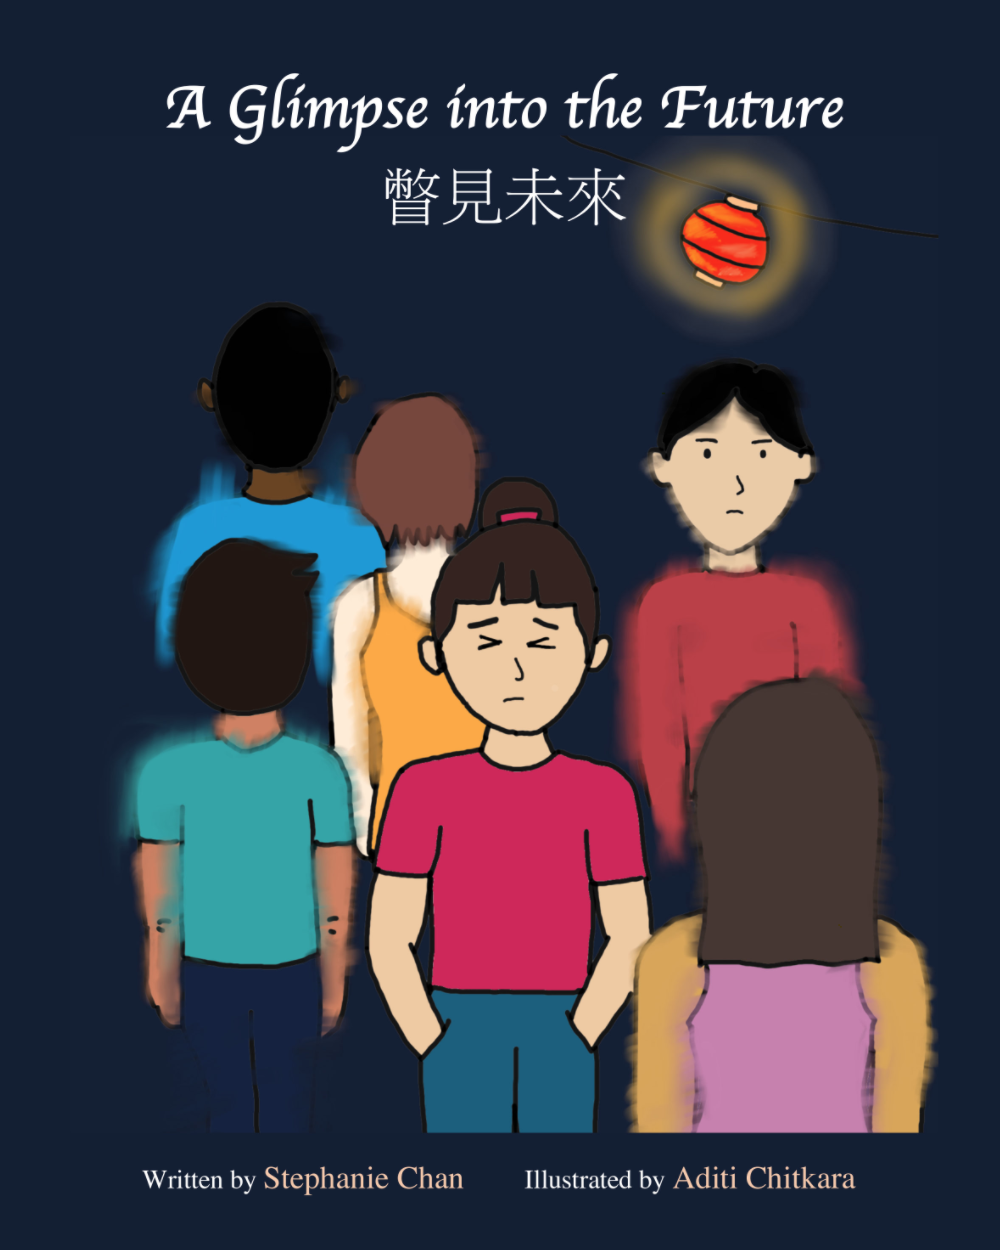 A Glimpse into the Future
瞥見未來
Written by Stephanie Chan Illustrated by Aditi Chitkara